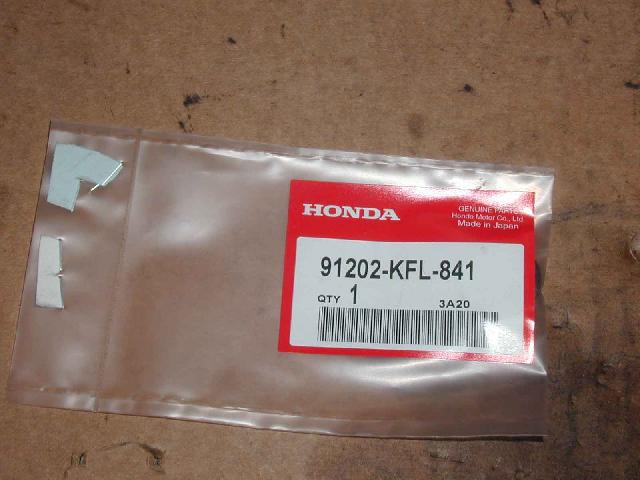 HONDA
GENUINE PARTS
Honda Motor Co., Ltd.
Made in Japan
91202-KFL-841
QTY 1 3A20